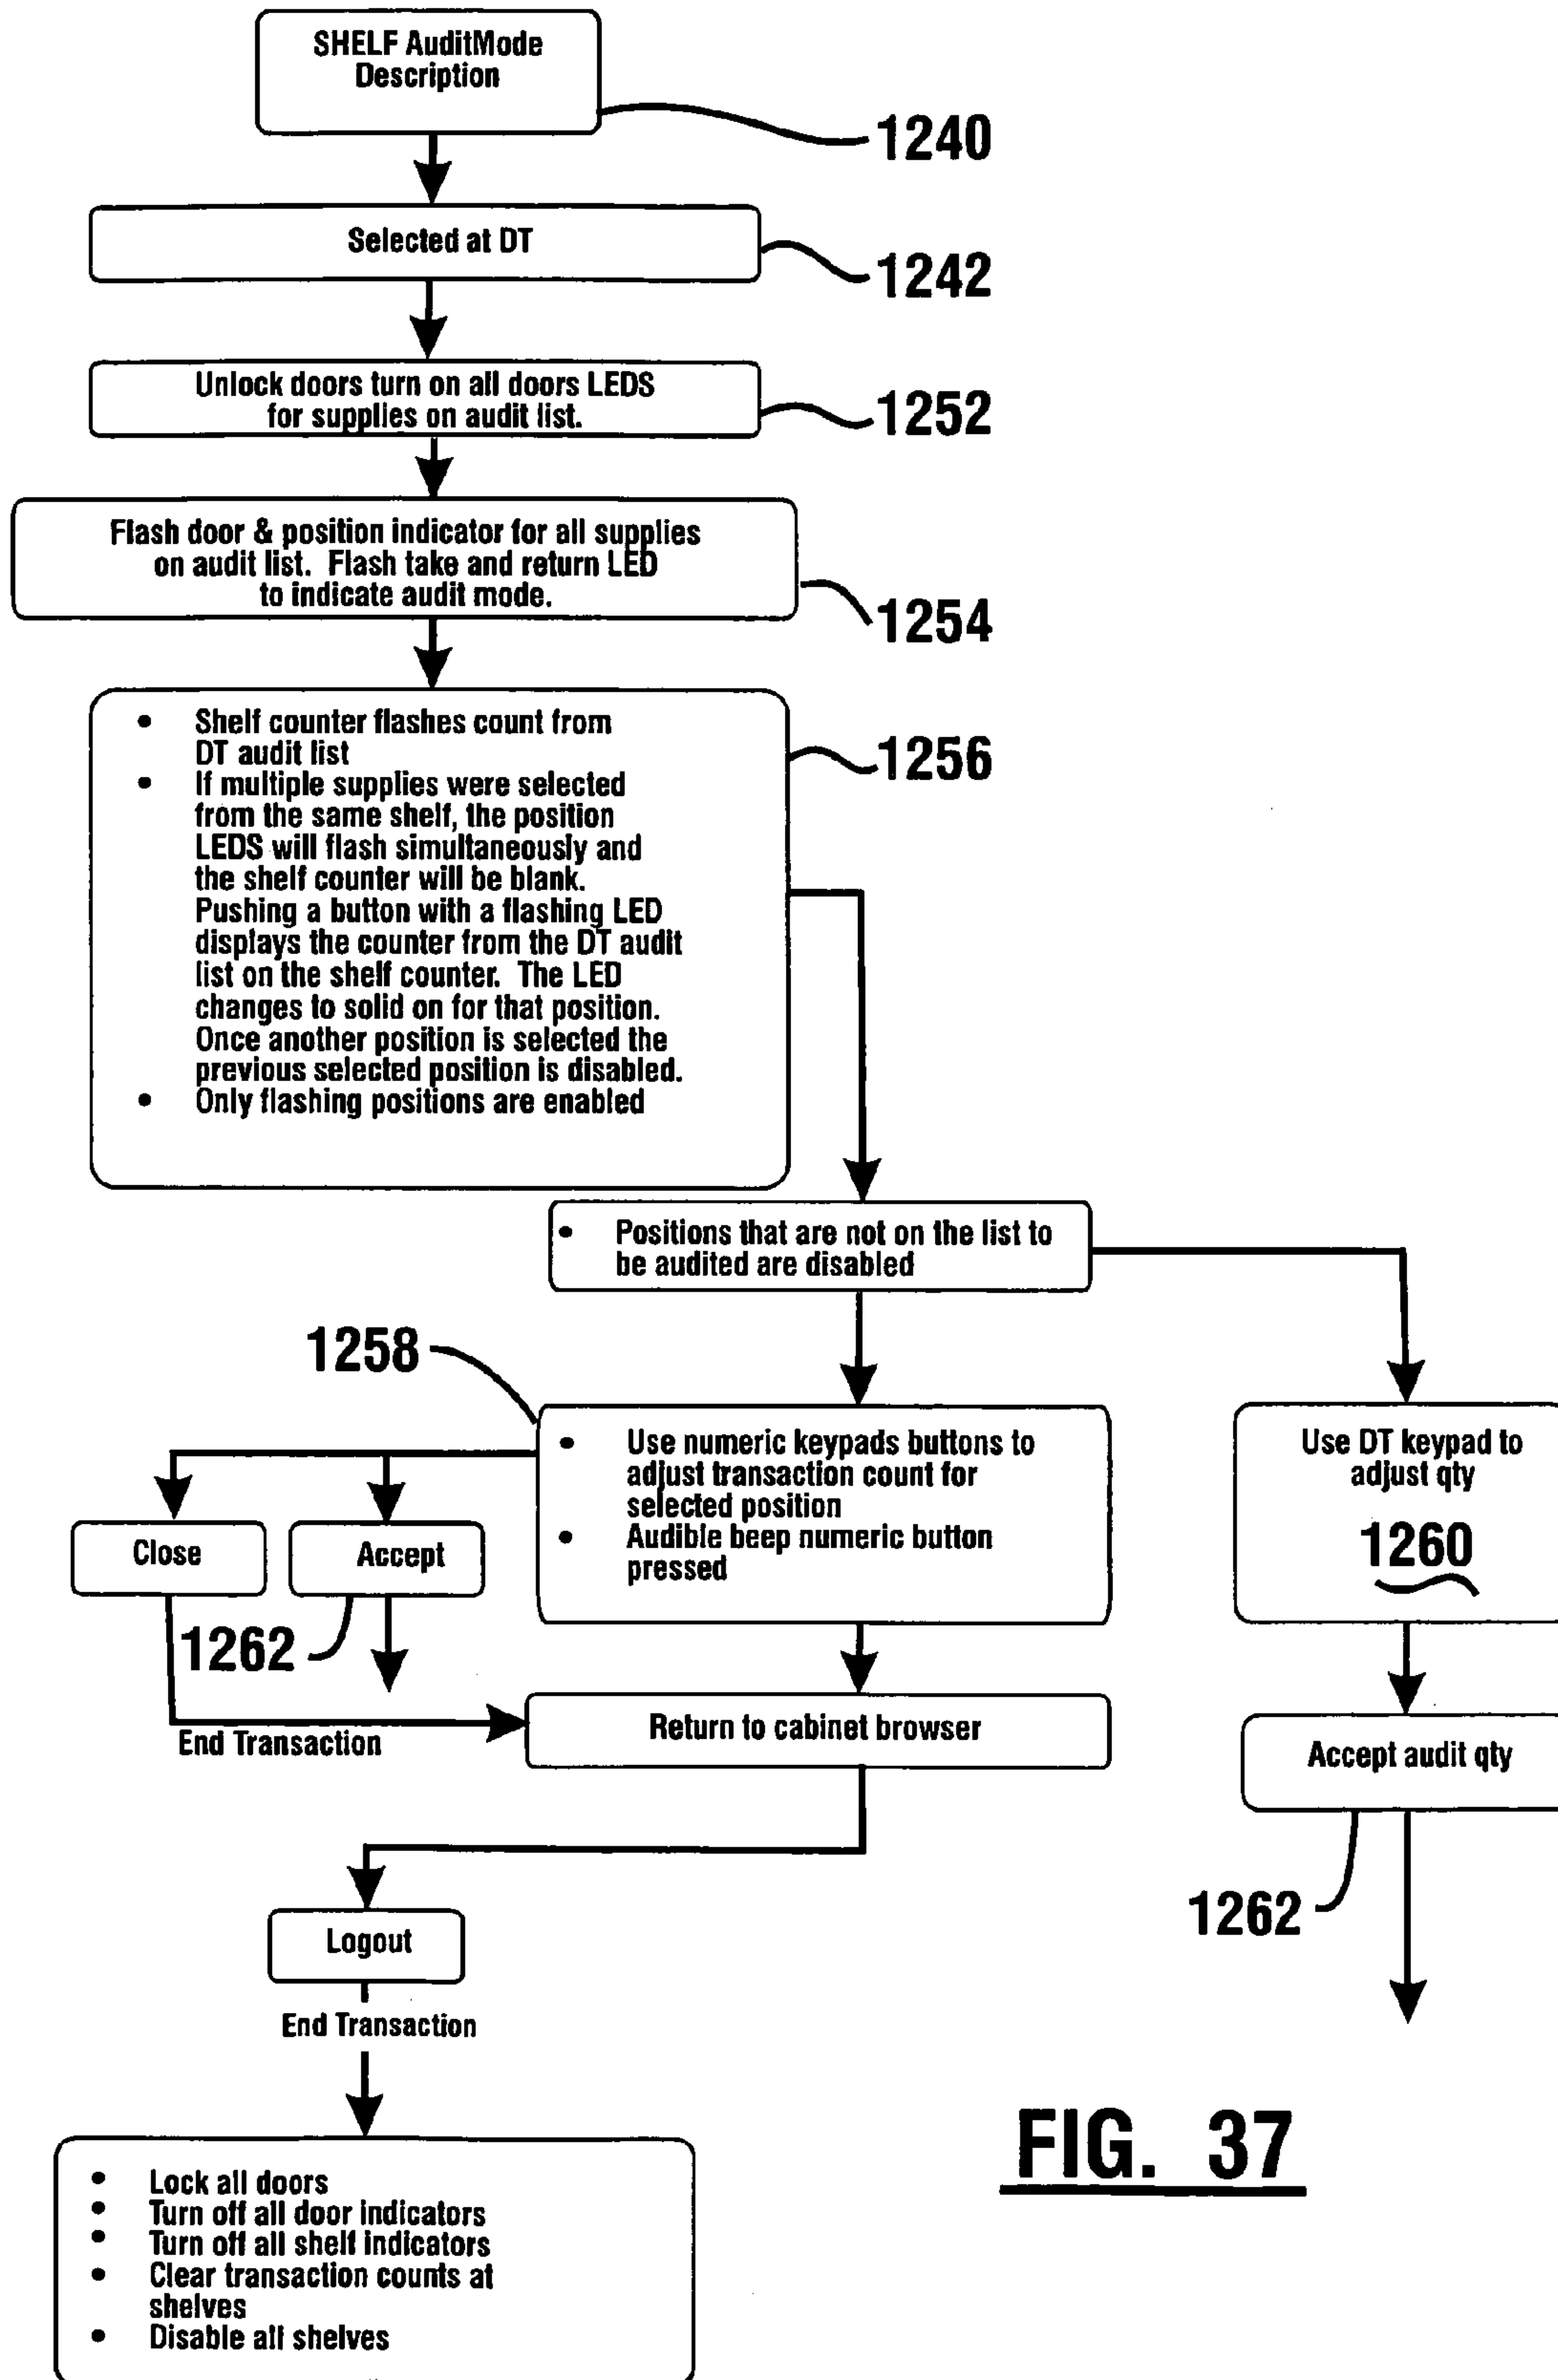 SHELF AuditMode
Description
1240
Selected at DT
1242
Unlock doors turn on all doors LEDS
for supplies on audit list.
1252
Flash door & position indicator for all supplies
on audit list. Flash take and return LED
to indicate audit mode.
1254
• Shelf counter flashes count from
DT audit list
• If multiple supplies were selected
from the same shelf, the position
LEDS will flash simultaneously and
the shelf counter will be blank.
Pushing a button with a flashing LED
displays the counter from the DT audit
list on the shelf counter. The LED
changes to solid on for that position.
Once another position is selected the
previous selected position is disabled.
• Only flashing positions are enabled
1256
• Positions that are not on the list to
be audited are disabled
1258
• Use numeric keypads buttons to
adjust transaction count for
selected position
• Audible beep numeric button
pressed
Use DT keypad to
adjust qty
1260
Close
Accept
1262
End Transaction
Return to cabinet browser
Accept audit qty
1262
Logout
End Transaction
• Lock all doors
• Turn off all door indicators
• Turn off all shelf indicators
• Clear transaction counts at
shelves
• Disable all shelves
FIG. 37